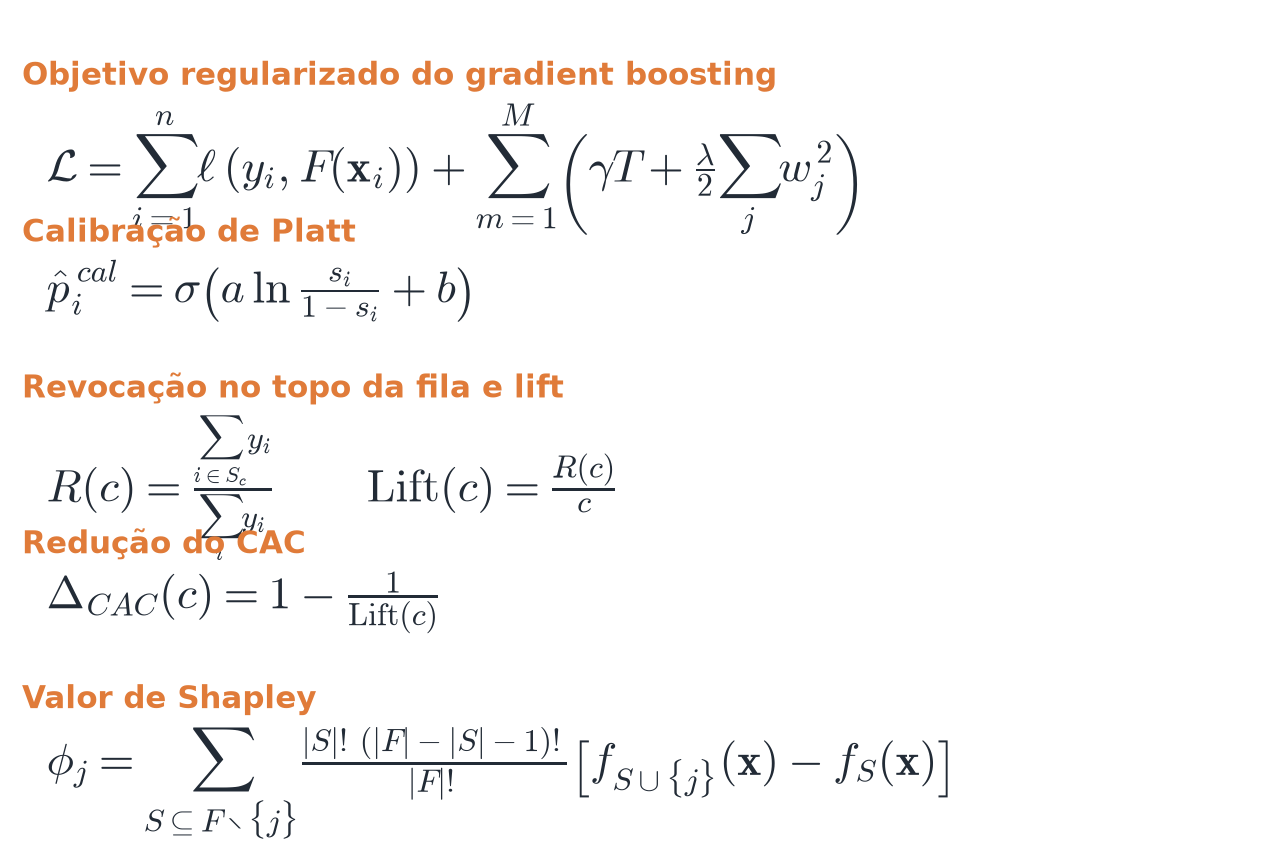 Objetivo regularizado do gradient boosting
ℒ = ∑_{i=1}^{n} ℓ (y_i, F(𝐱_i)) + ∑_{m=1}^{M} (γT + λ/2 ∑_j w_j^2)
Calibração de Platt
p̂_i^{cal} = σ(a ln s_i/(1 − s_i) + b)
Revocação no topo da fila e lift
R(c) = (∑_{i∈S_c} y_i)/(∑_i y_i)    Lift(c) = R(c)/c
Redução do CAC
Δ_{CAC}(c) = 1 − 1/Lift(c)
Valor de Shapley
ϕ_j = ∑_{S⊆F∖{j}} |S|! (|F| − |S| − 1)!/|F|! [f_{S∪{j}}(𝐱) − f_S(𝐱)]